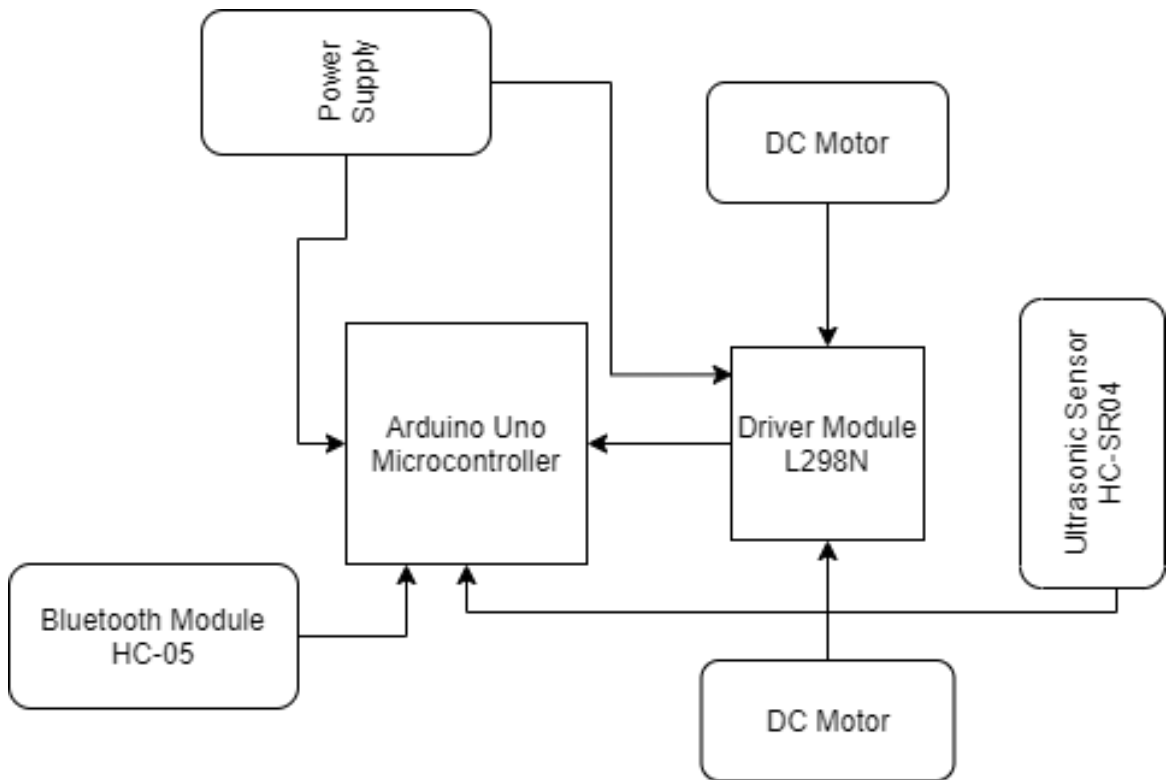 Power
Supply
DC Motor
Ultrasonic Sensor
HC-SR04
Arduino Uno
Microcontroller
Driver Module
L298N
Bluetooth Module
HC-05
DC Motor